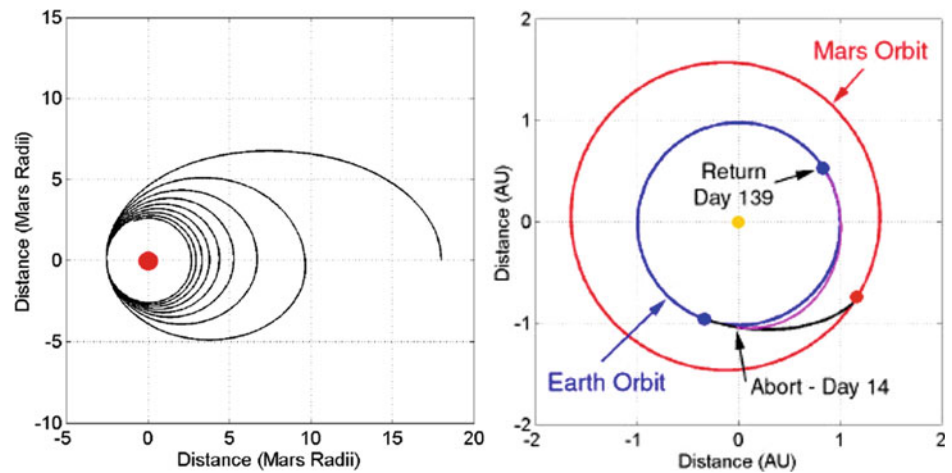 15
10
5
0
-5
-10
-5
0
5
10
15
20
Distance (Mars Radii)
Distance (Mars Radii)
2
1
0
-1
-2
-2
-1
0
1
2
Distance (AU)
Distance (AU)
Mars Orbit
Return
Day 139
Earth Orbit
Abort - Day 14